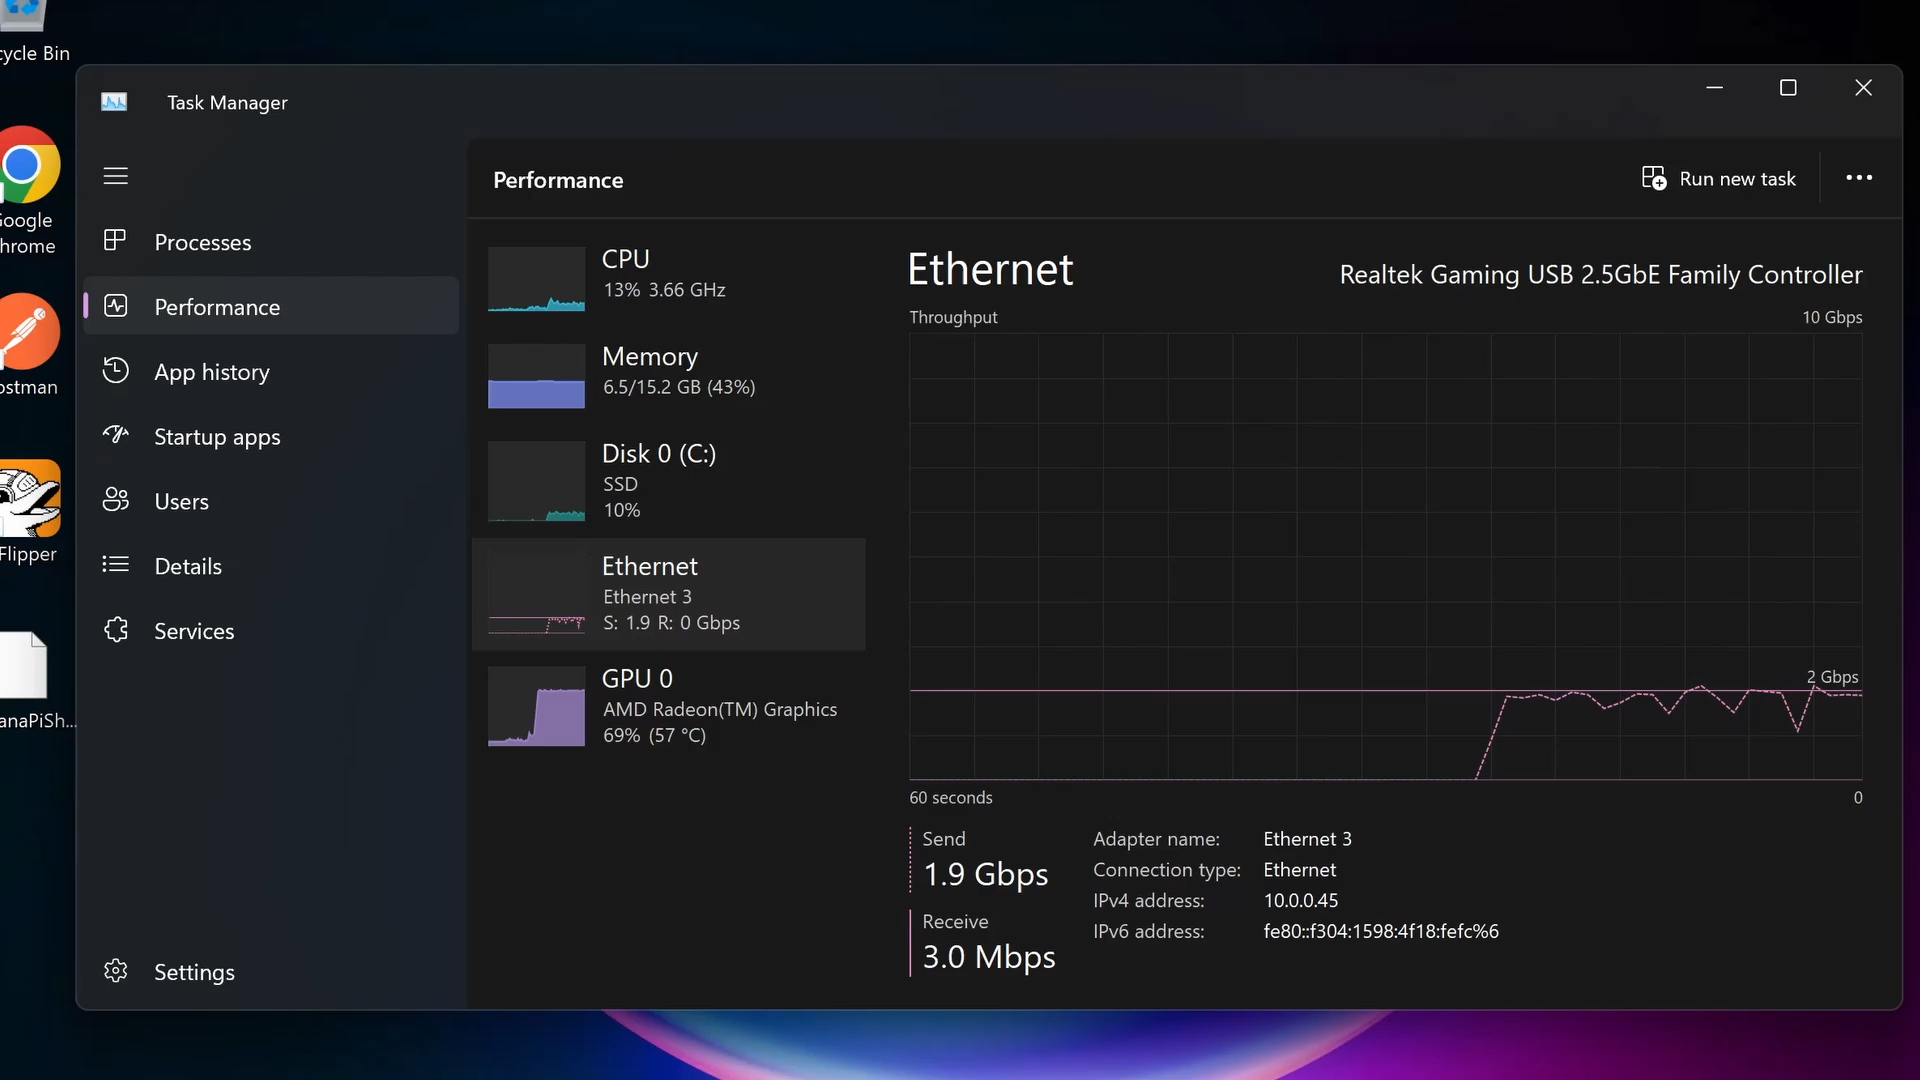 cycle Bin
Google
Chrome
ostman
Flipper
anaPiSh...
Task Manager
Processes
Performance
App history
Startup apps
Users
Details
Services
Settings
Performance
Run new task
CPU
13% 3.66 GHz
Memory
6.5/15.2 GB (43%)
Disk 0 (C:)
SSD
10%
Ethernet
Ethernet 3
S: 1.9 R: 0 Gbps
GPU 0
AMD Radeon(TM) Graphics
69% (57 °C)
Ethernet
Realtek Gaming USB 2.5GbE Family Controller
Throughput
10 Gbps
2 Gbps
60 seconds
0
Send
1.9 Gbps
Receive
3.0 Mbps
Adapter name: Ethernet 3
Connection type: Ethernet
IPv4 address: 10.0.0.45
IPv6 address: fe80::f304:1598:4f18:fefc%6